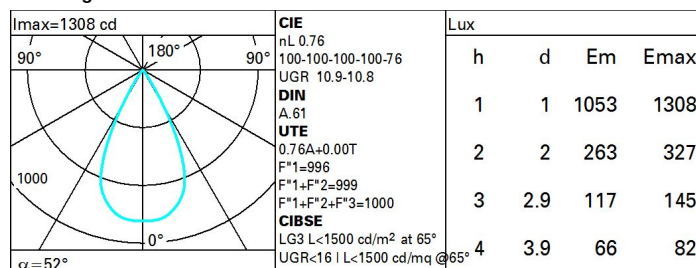 Imax=1308 cd
90°
180°
90°
1000
0°
α=52°
CIE
nL 0.76
100-100-100-100-76
UGR 10.9-10.8
DIN
A.61
UTE
0.76A+0.00T
F"1=996
F"1+F"2=999
F"1+F"2+F"3=1000
CIBSE
LG3 L<1500 cd/m² at 65°
UGR<16 | L<1500 cd/mq @65°
Lux
h d Em Emax
1 1 1053 1308
2 2 263 327
3 2.9 117 145
4 3.9 66 82